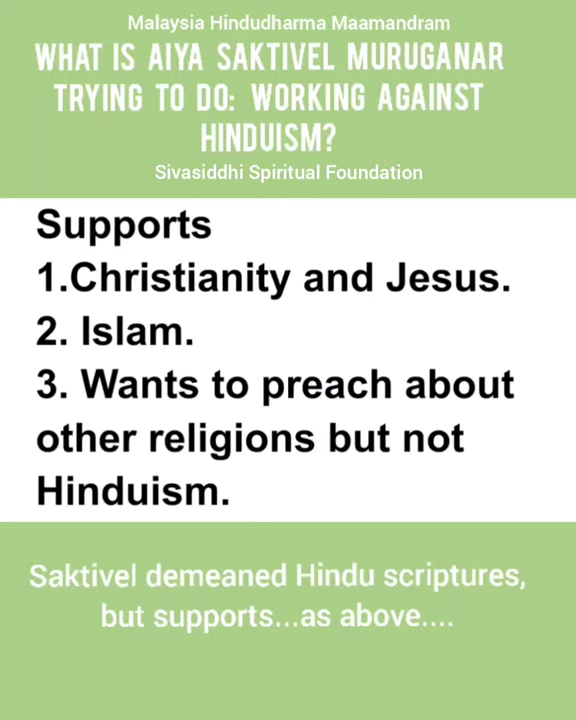 Malaysia Hindudharma Maamandram
WHAT IS AIYA SAKTIVEL MURUGANAR
TRYING TO DO: WORKING AGAINST
HINDUISM?
Sivasiddhi Spiritual Foundation
Supports
1.Christianity and Jesus.
2. Islam.
3. Wants to preach about
other religions but not
Hinduism.
Saktivel demeaned Hindu scriptures,
but supports...as above....